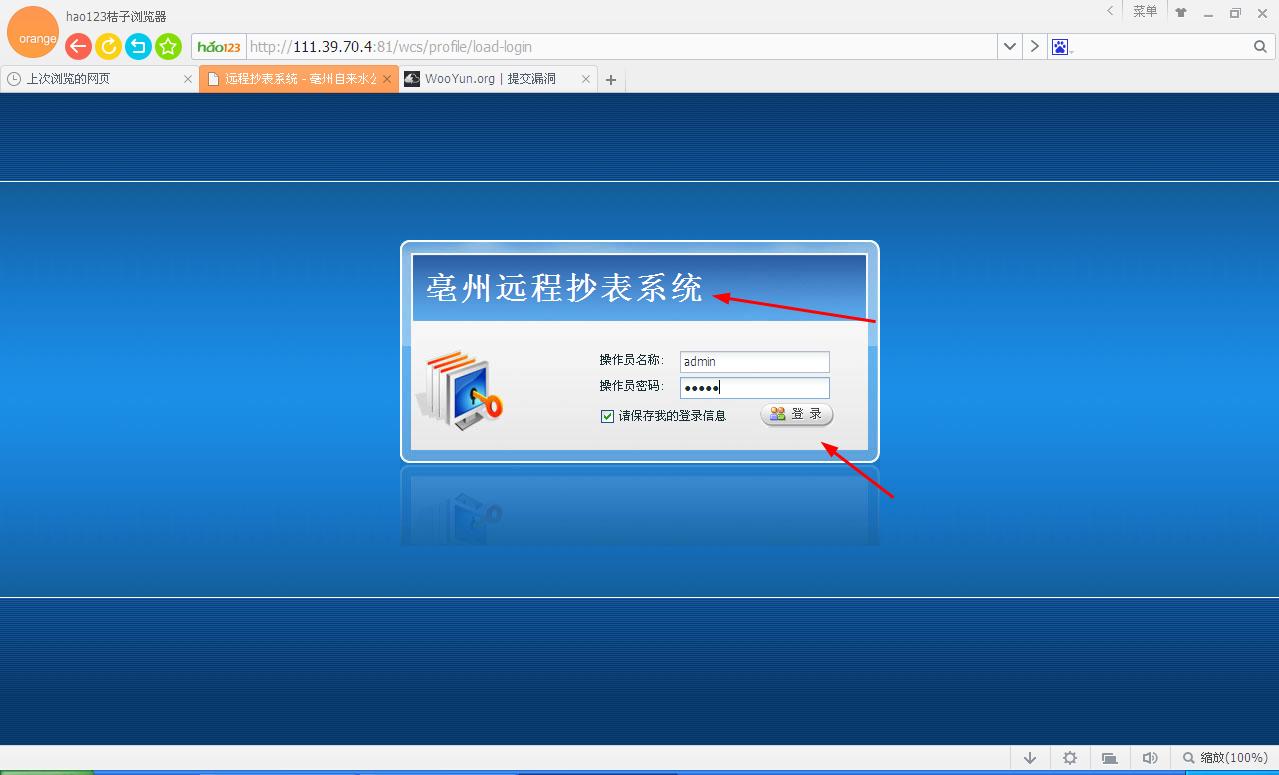 hao123桔子浏览器
菜单
orange
hao123 http://111.39.70.4:81/wcs/profile/load-login
上次浏览的网页
远程抄表系统 - 亳州自来水公
WooYun.org | 提交漏洞
亳州远程抄表系统
操作员名称: admin
操作员密码: ●●●●●
请保存我的登录信息
登 录
缩放(100%)